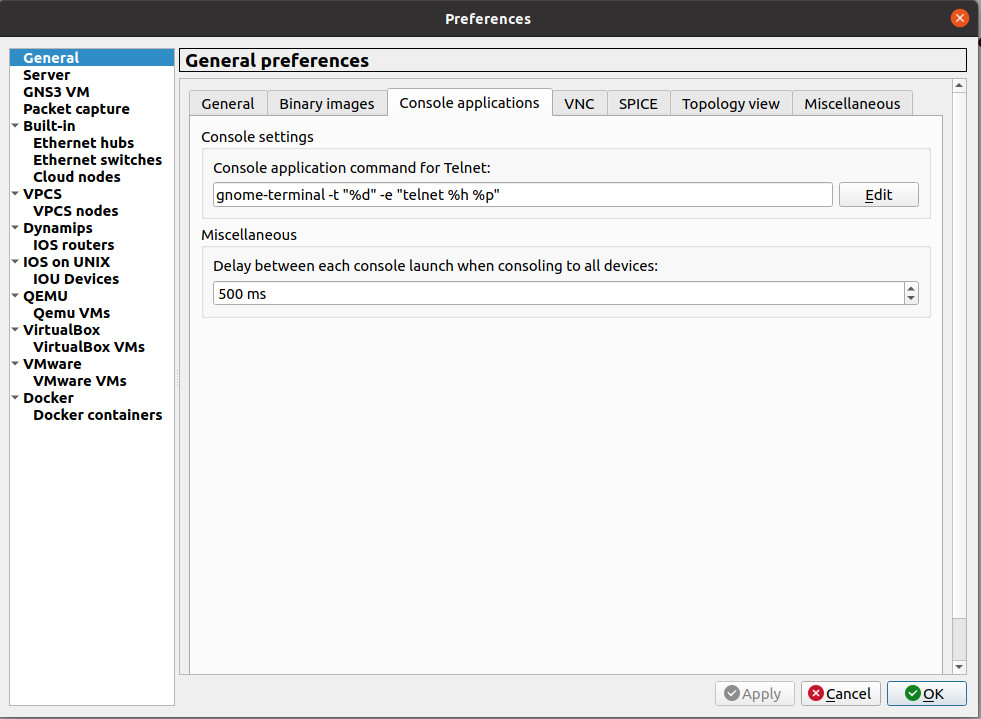 Preferences
General
Server
GNS3 VM
Packet capture
Built-in
Ethernet hubs
Ethernet switches
Cloud nodes
VPCS
VPCS nodes
Dynamips
IOS routers
IOS on UNIX
IOU Devices
QEMU
Qemu VMs
VirtualBox
VirtualBox VMs
VMware
VMware VMs
Docker
Docker containers
General preferences
General Binary images Console applications VNC SPICE Topology view Miscellaneous
Console settings
Console application command for Telnet:
gnome-terminal -t "%d" -e "telnet %h %p" Edit
Miscellaneous
Delay between each console launch when consoling to all devices:
500 ms
Apply Cancel OK